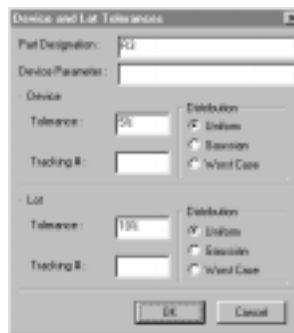 Device and Lot Tolerances
Part Designation: R3
Device Parameter:
Device
Tolerance: 5%
Tracking #:
Distribution
Uniform
Gaussian
Worst Case
Lot
Tolerance: 10%
Tracking #:
Distribution
Uniform
Gaussian
Worst Case
OK Cancel